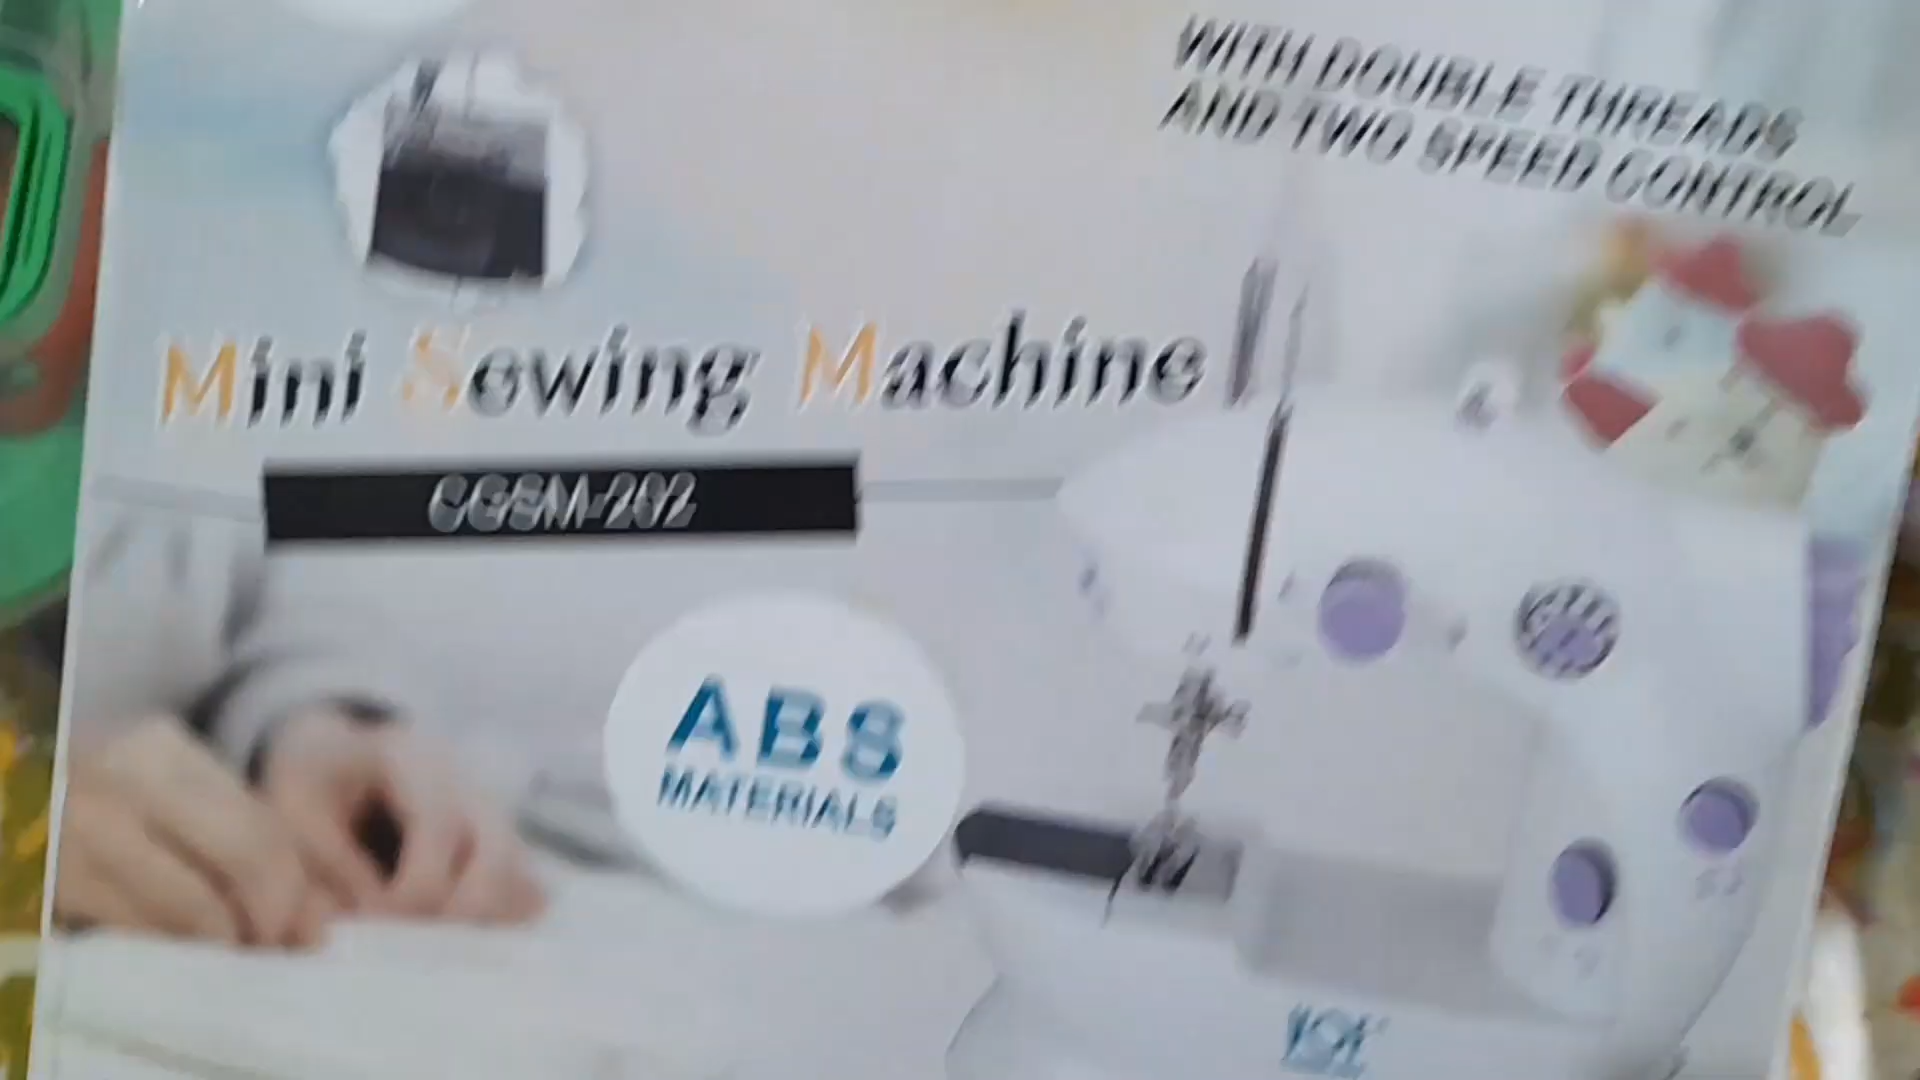 WITH DOUBLE THREADS
AND TWO SPEED CONTROL
Mini Sewing Machine
ABS
MATERIALS